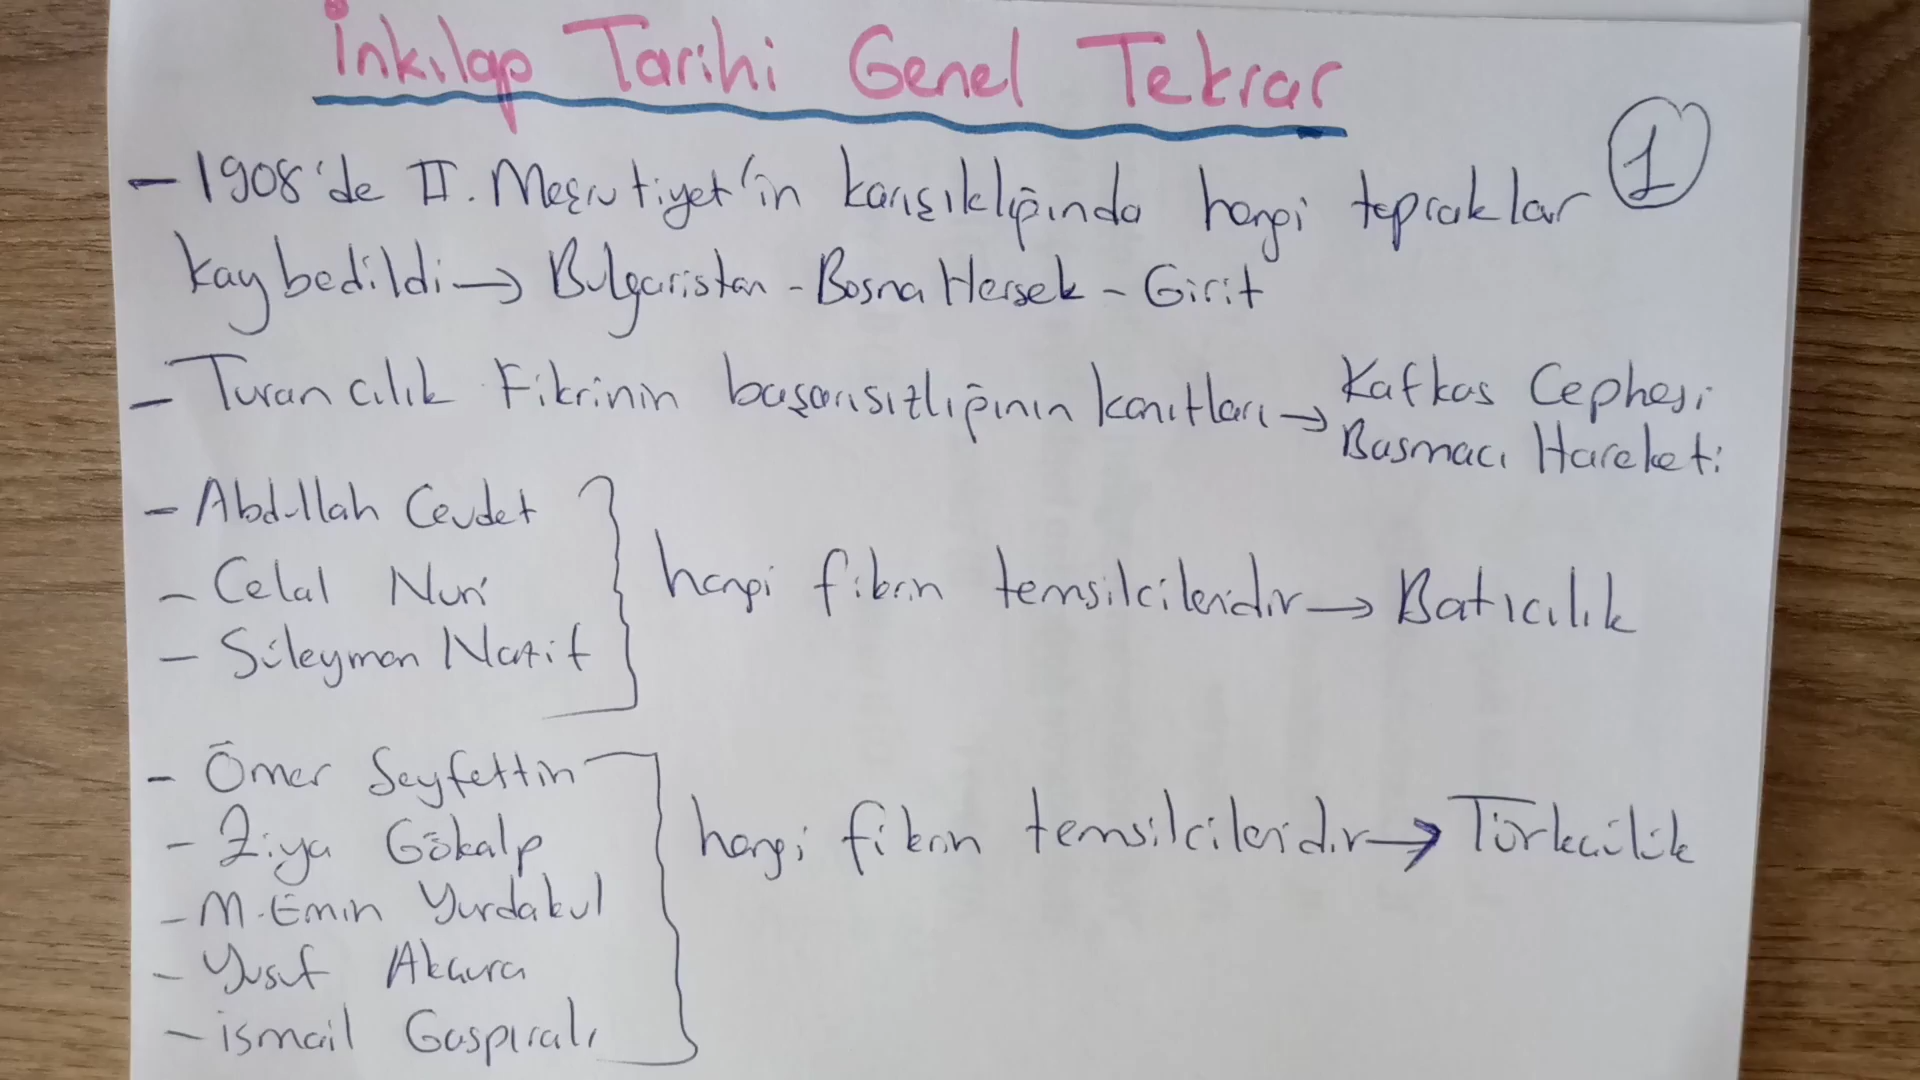 İnkılap Tarihi Genel Tekrar
1
- 1908'de II. Meşrutiyet'in karışıklığında hangi topraklar
kaybedildi → Bulgaristan - Bosna Hersek - Girit
- Turancılık Fikrinin başarısızlığının kanıtları → Kafkas Cephesi
Basmacı Hareketi
- Abdullah Cevdet
- Celal Nuri
- Süleyman Nazif
hangi fikrin temsilcileridir → Batıcılık
- Ömer Seyfettin
- Ziya Gökalp
- M. Emin Yurdakul
- Yusuf Akçura
- ismail Gaspıralı
hangi fikrin temsilcileridir → Türkçülük